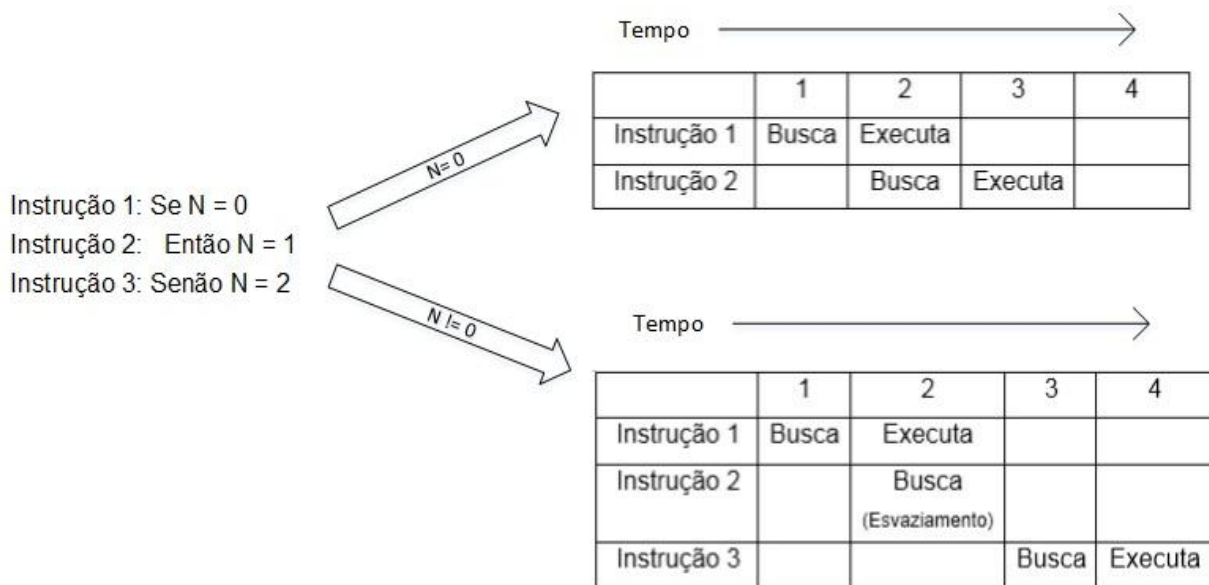 Tempo
1 2 3 4
Instrução 1 Busca Executa
Instrução 2 Busca Executa
N= 0
Instrução 1: Se N = 0
Instrução 2: Então N = 1
Instrução 3: Senão N = 2
N != 0
Tempo
1 2 3 4
Instrução 1 Busca Executa
Instrução 2 Busca
(Esvaziamento)
Instrução 3 Busca Executa